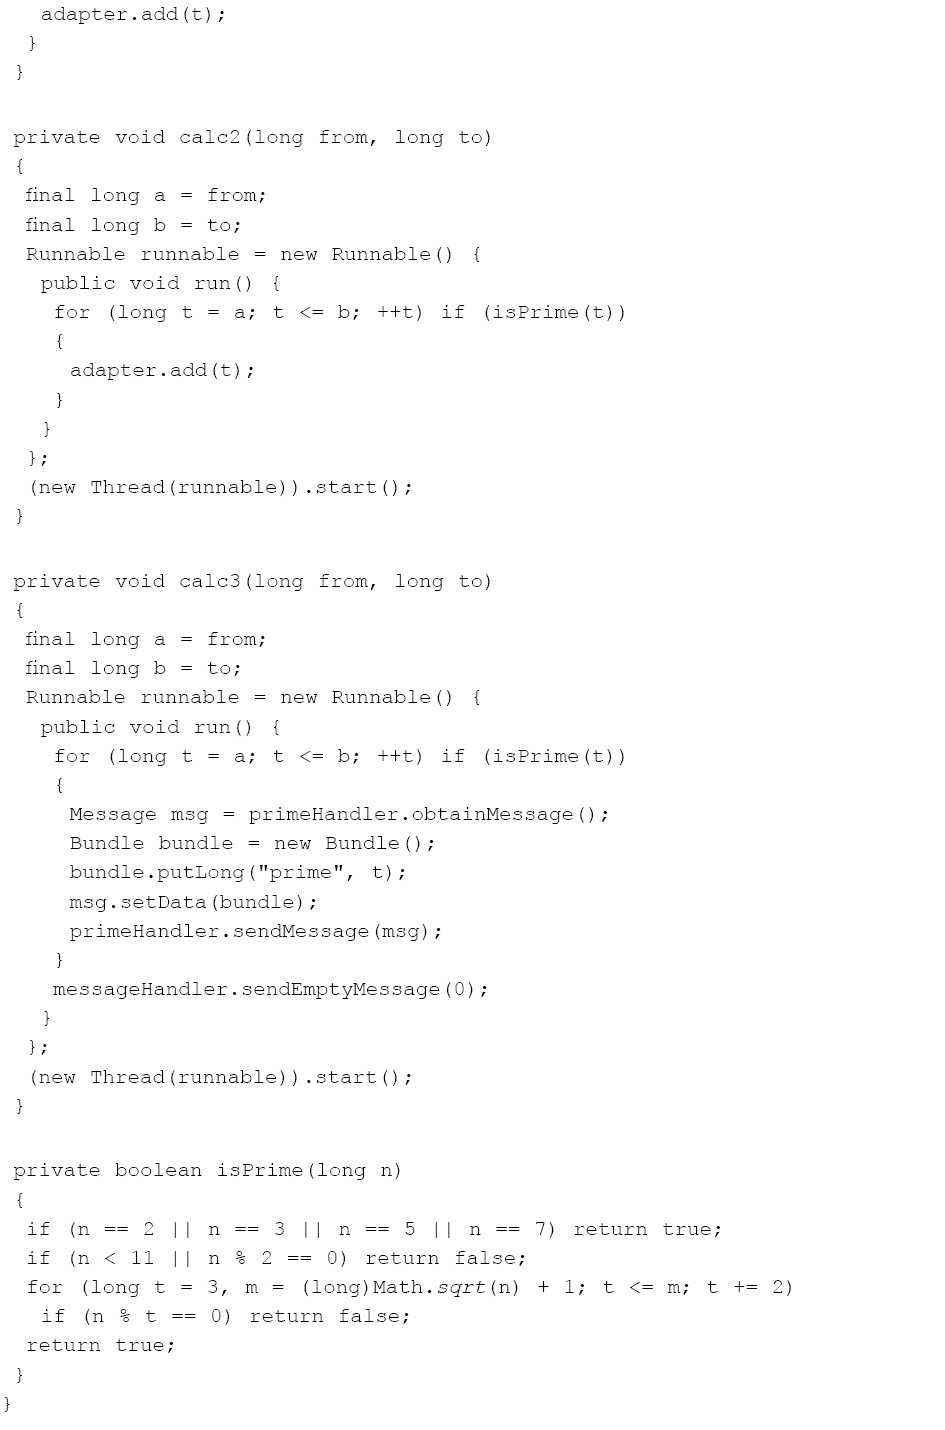 adapter.add(t);
}
}
private void calc2(long from, long to)
{
final long a = from;
final long b = to;
Runnable runnable = new Runnable() {
public void run() {
for (long t = a; t <= b; ++t) if (isPrime(t))
{
adapter.add(t);
}
}
};
(new Thread(runnable)).start();
}
private void calc3(long from, long to)
{
final long a = from;
final long b = to;
Runnable runnable = new Runnable() {
public void run() {
for (long t = a; t <= b; ++t) if (isPrime(t))
{
Message msg = primeHandler.obtainMessage();
Bundle bundle = new Bundle();
bundle.putLong("prime", t);
msg.setData(bundle);
primeHandler.sendMessage(msg);
}
messageHandler.sendEmptyMessage(0);
}
};
(new Thread(runnable)).start();
}
private boolean isPrime(long n)
{
if (n == 2 || n == 3 || n == 5 || n == 7) return true;
if (n < 11 || n % 2 == 0) return false;
for (long t = 3, m = (long)Math.sqrt(n) + 1; t <= m; t += 2)
if (n % t == 0) return false;
return true;
}
}